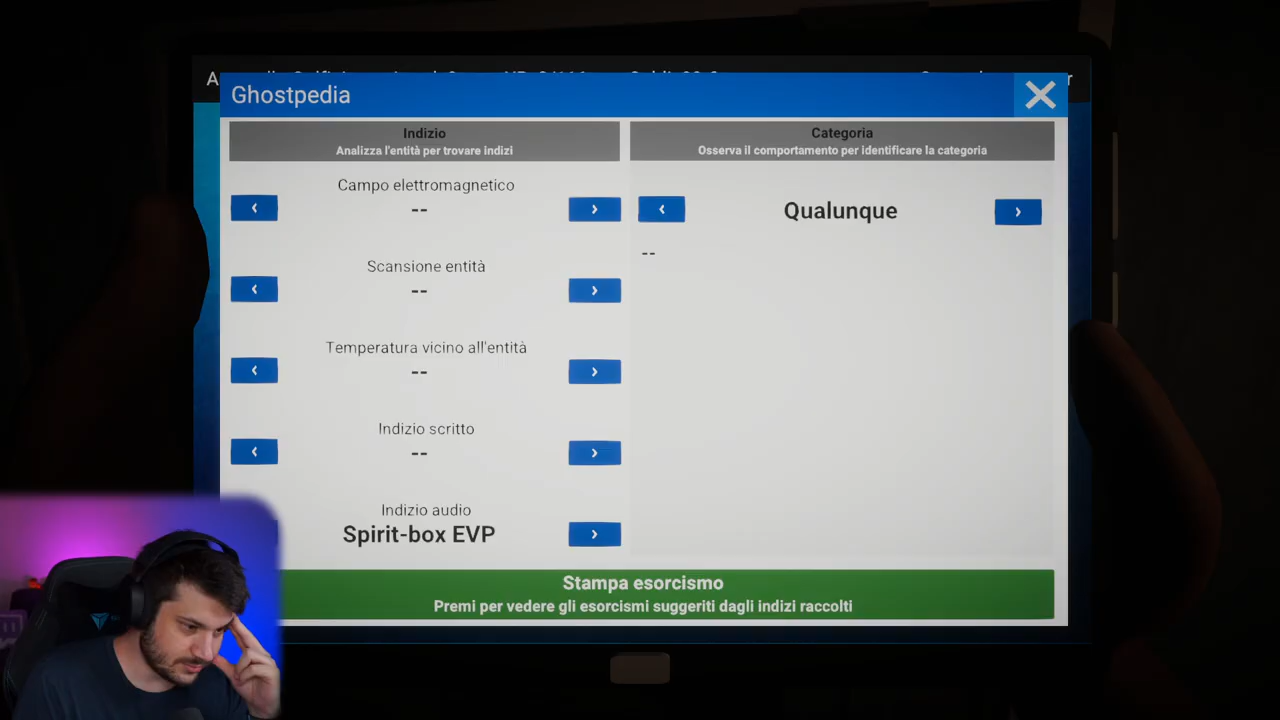 Ghostpedia
Indizio
Analizza l'entità per trovare indizi
Categoria
Osserva il comportamento per identificare la categoria
Campo elettromagnetico
--
Qualunque
--
Scansione entità
--
Temperatura vicino all'entità
--
Indizio scritto
--
Indizio audio
Spirit-box EVP
Stampa esorcismo
Premi per vedere gli esorcismi suggeriti dagli indizi raccolti